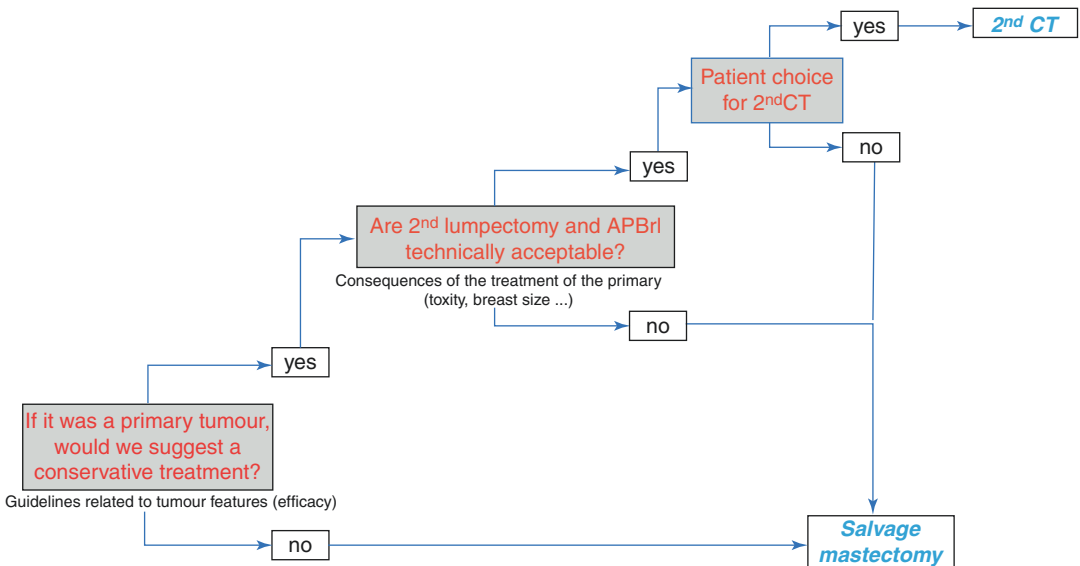 yes
2nd CT
Patient choice
for 2ndCT
no
yes
Are 2nd lumpectomy and APBrI
technically acceptable?
Consequences of the treatment of the primary
(toxity, breast size ...)
no
yes
If it was a primary tumour,
would we suggest a
conservative treatment?
Guidelines related to tumour features (efficacy)
no
Salvage
mastectomy